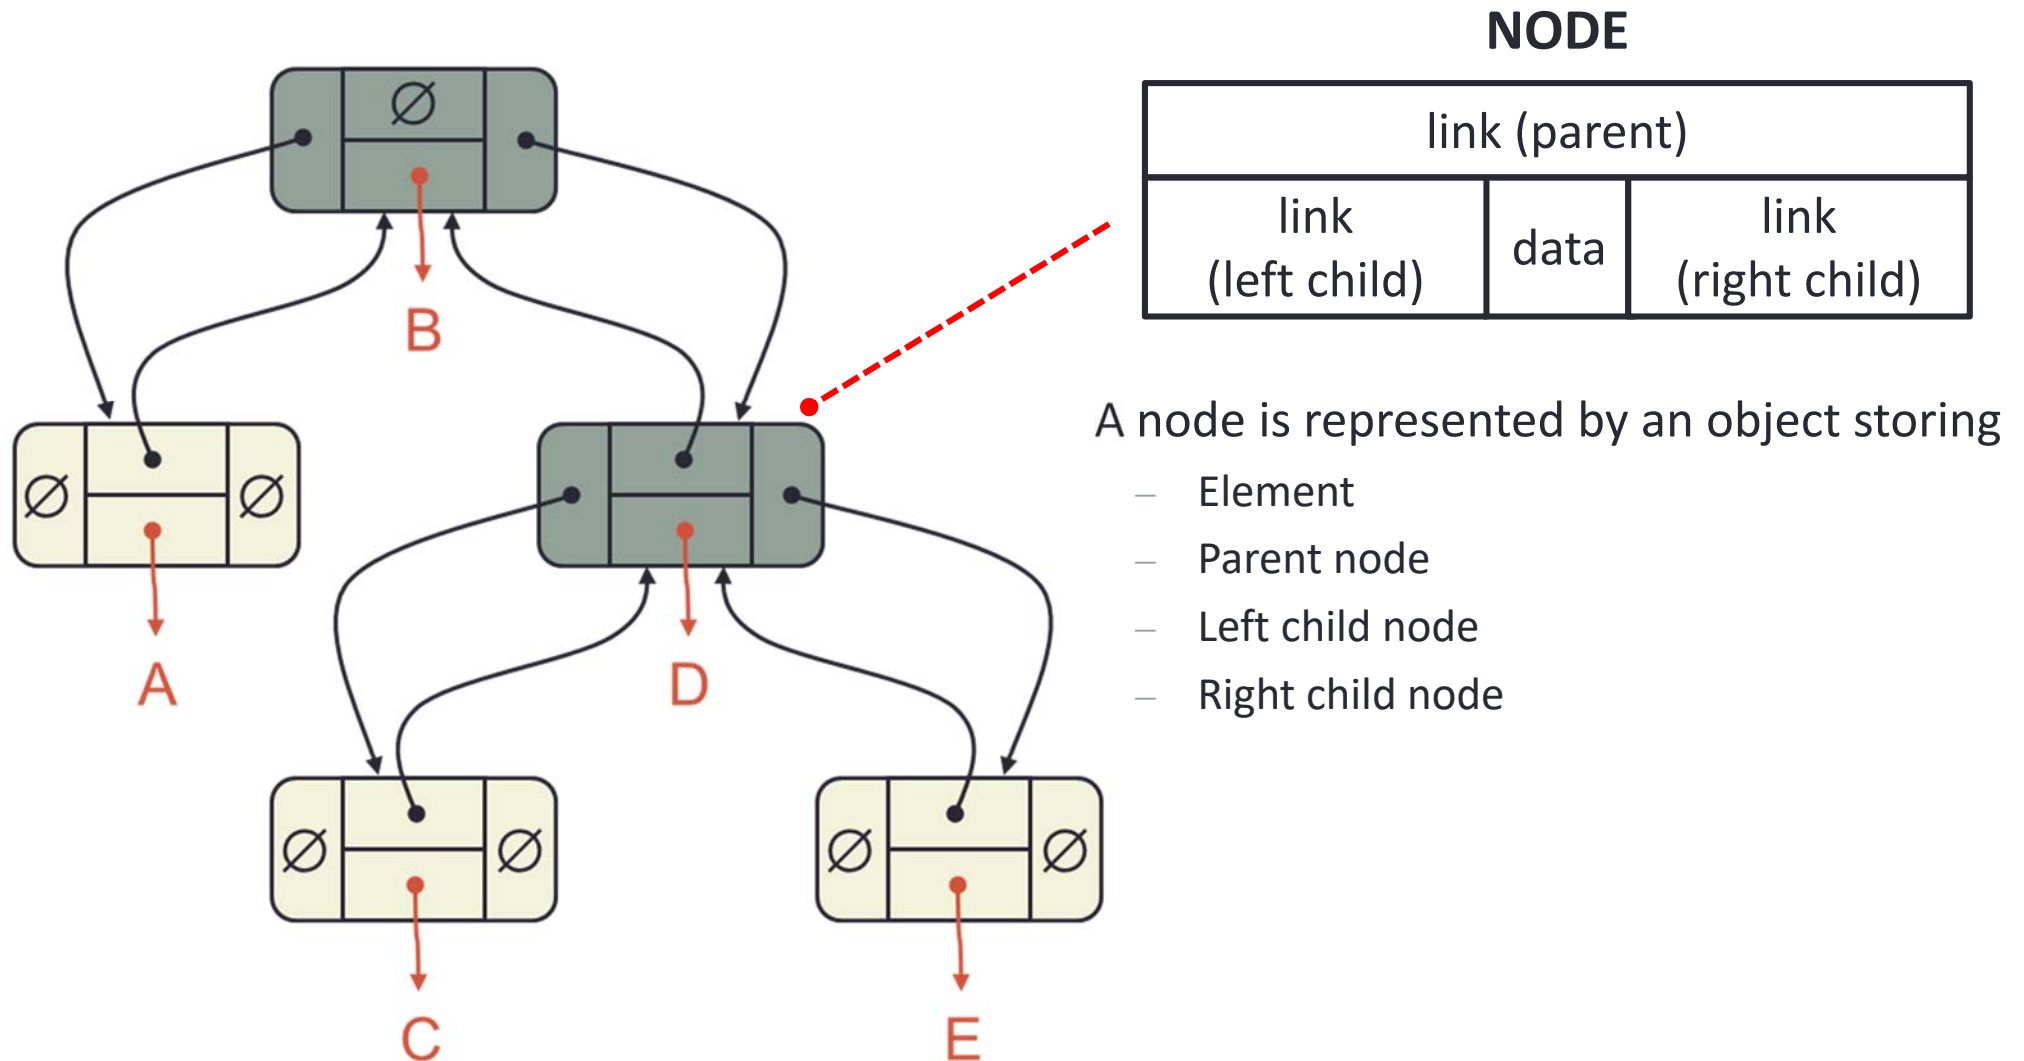 NODE
link (parent)
link
(left child)
data
link
(right child)
∅
B
∅
∅
A
D
A node is represented by an object storing
– Element
– Parent node
– Left child node
– Right child node
∅
∅
C
∅
∅
E